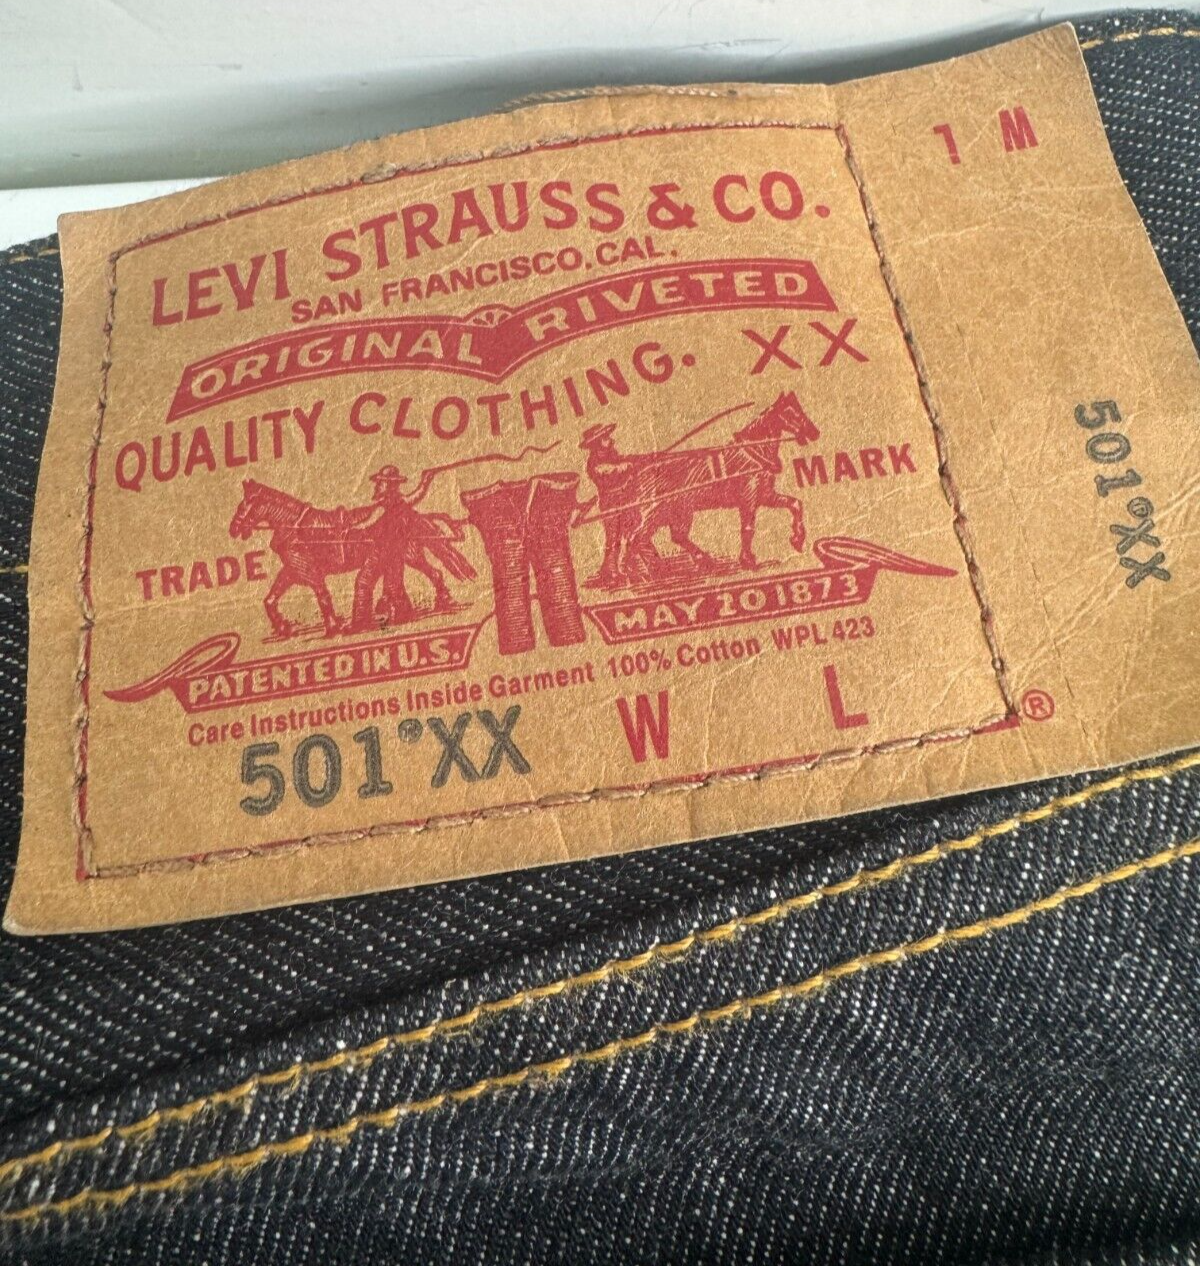 1 M
LEVI STRAUSS & CO.
SAN FRANCISCO, CAL.
ORIGINAL RIVETED
QUALITY CLOTHING. XX
TRADE MARK
PATENTED IN U.S. MAY 20 1873
Care Instructions Inside Garment 100% Cotton WPL 423
501®XX W L ®
501®XX